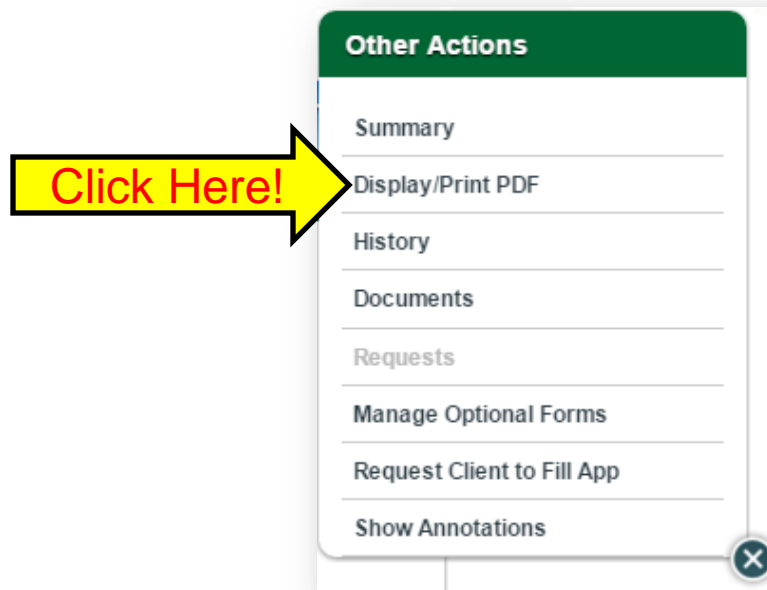 Other Actions
Summary
Click Here!
Display/Print PDF
History
Documents
Requests
Manage Optional Forms
Request Client to Fill App
Show Annotations